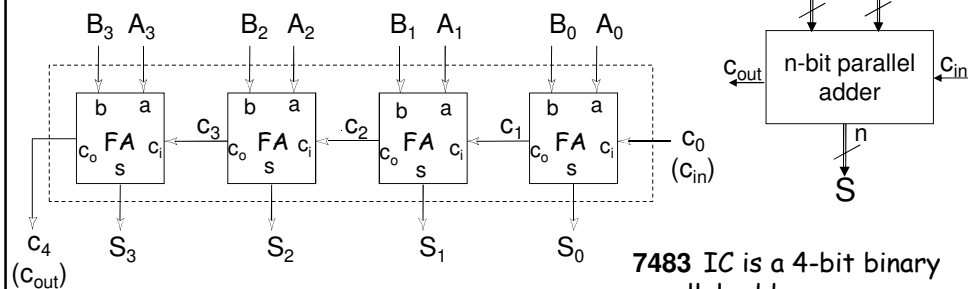 B3 A3 B2 A2 B1 A1 B0 A0
b a b a b a b a
co FA ci c3 co FA ci c2 co FA ci c1 co FA ci c0
(cin)
s s s s
c4 S3 S2 S1 S0
(cout)
cout n-bit parallel cin
adder
n
S
7483 IC is a 4-bit binary